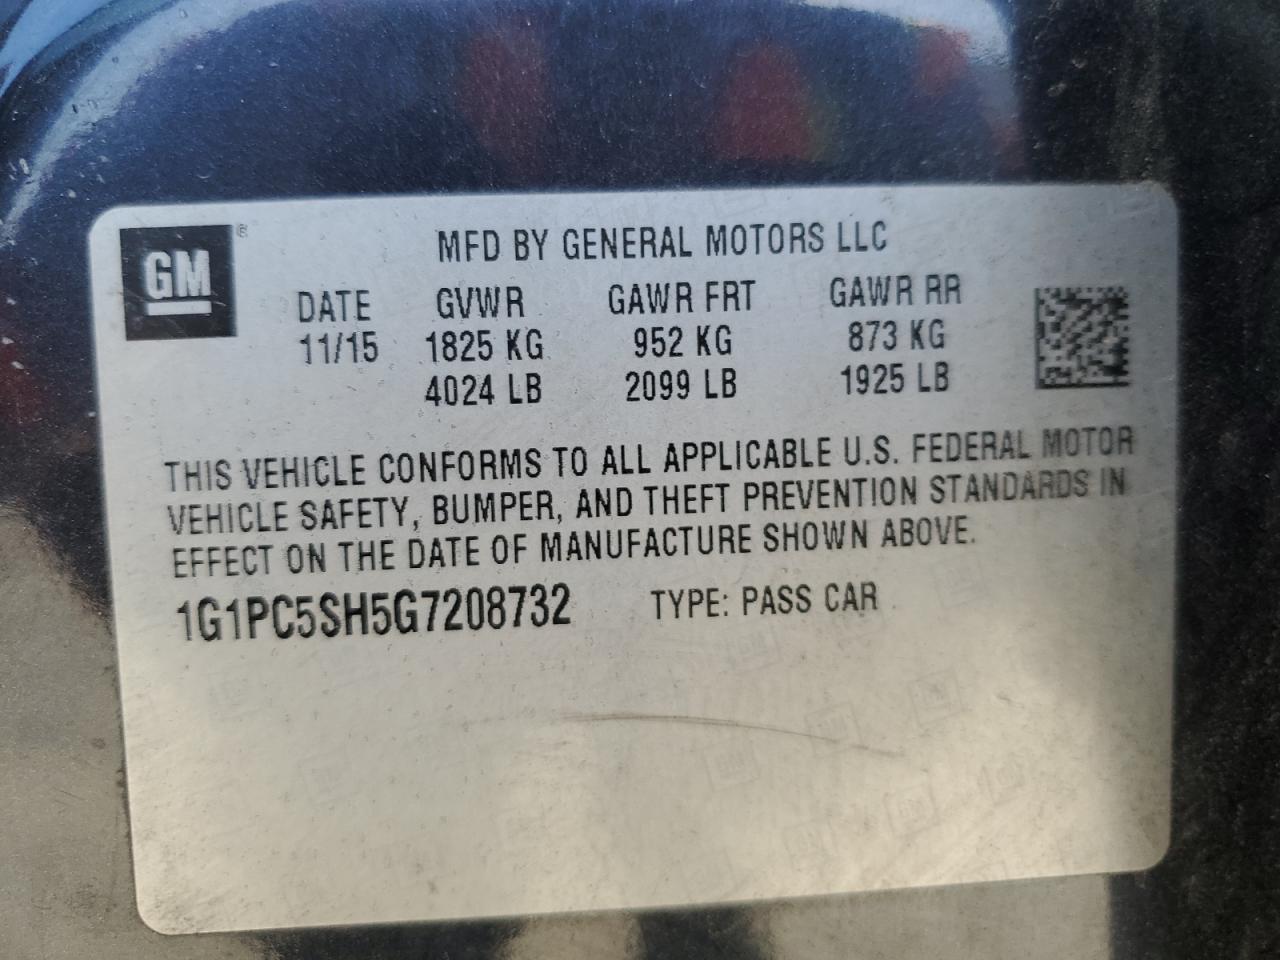 GM ®
MFD BY GENERAL MOTORS LLC
DATE GVWR GAWR FRT GAWR RR
11/15 1825 KG 952 KG 873 KG
4024 LB 2099 LB 1925 LB
THIS VEHICLE CONFORMS TO ALL APPLICABLE U.S. FEDERAL MOTOR
VEHICLE SAFETY, BUMPER, AND THEFT PREVENTION STANDARDS IN
EFFECT ON THE DATE OF MANUFACTURE SHOWN ABOVE.
1G1PC5SH5G7208732 TYPE: PASS CAR